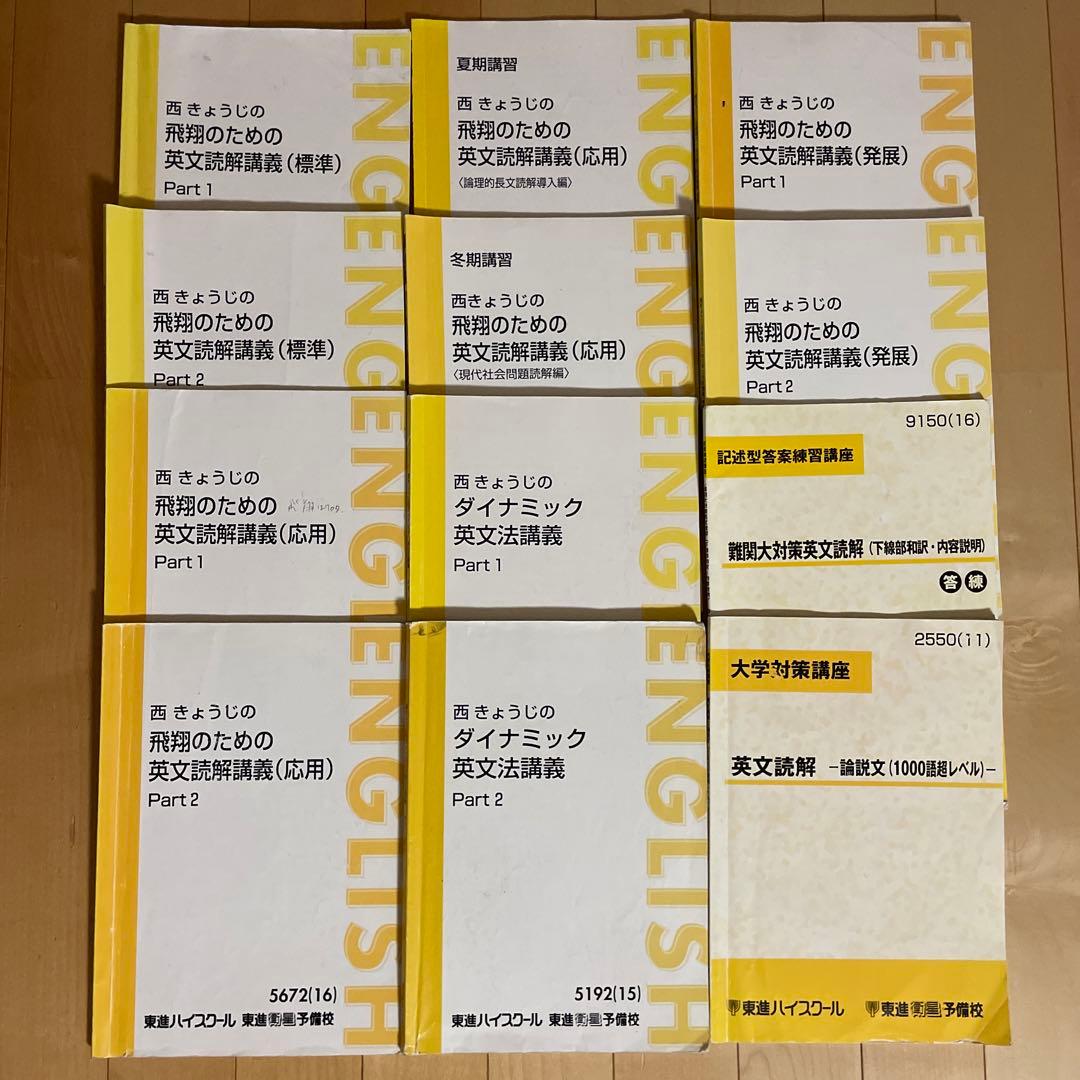 西 きょうじの
飛翔のための
英文読解講義(標準)
Part 1
ENG
夏期講習
西 きょうじの
飛翔のための
英文読解講義(応用)
〈論理的長文読解導入編〉
ENG
西 きょうじの
飛翔のための
英文読解講義(発展)
Part 1
ENG
西 きょうじの
飛翔のための
英文読解講義(標準)
Part 2
ENG
冬期講習
西きょうじの
飛翔のための
英文読解講義(応用)
〈現代社会問題読解編〉
ENG
西 きょうじの
飛翔のための
英文読解講義(発展)
Part 2
ENG
西 きょうじの
飛翔のための
英文読解講義(応用)
Part 1
ENG
西 きょうじの
ダイナミック
英文法講義
Part 1
ENG
9150(16)
記述型答案練習講座
難関大対策英文読解(下線部和訳・内容説明)
答練
西 きょうじの
飛翔のための
英文読解講義(応用)
Part 2
ENGLISH
5672(16)
東進ハイスクール 東進衛星予備校
西 きょうじの
ダイナミック
英文法講義
Part 2
ENGLISH
5192(15)
東進ハイスクール 東進衛星予備校
2550(11)
大学対策講座
英文読解 −論説文(1000語超レベル)−
東進ハイスクール 東進衛星予備校